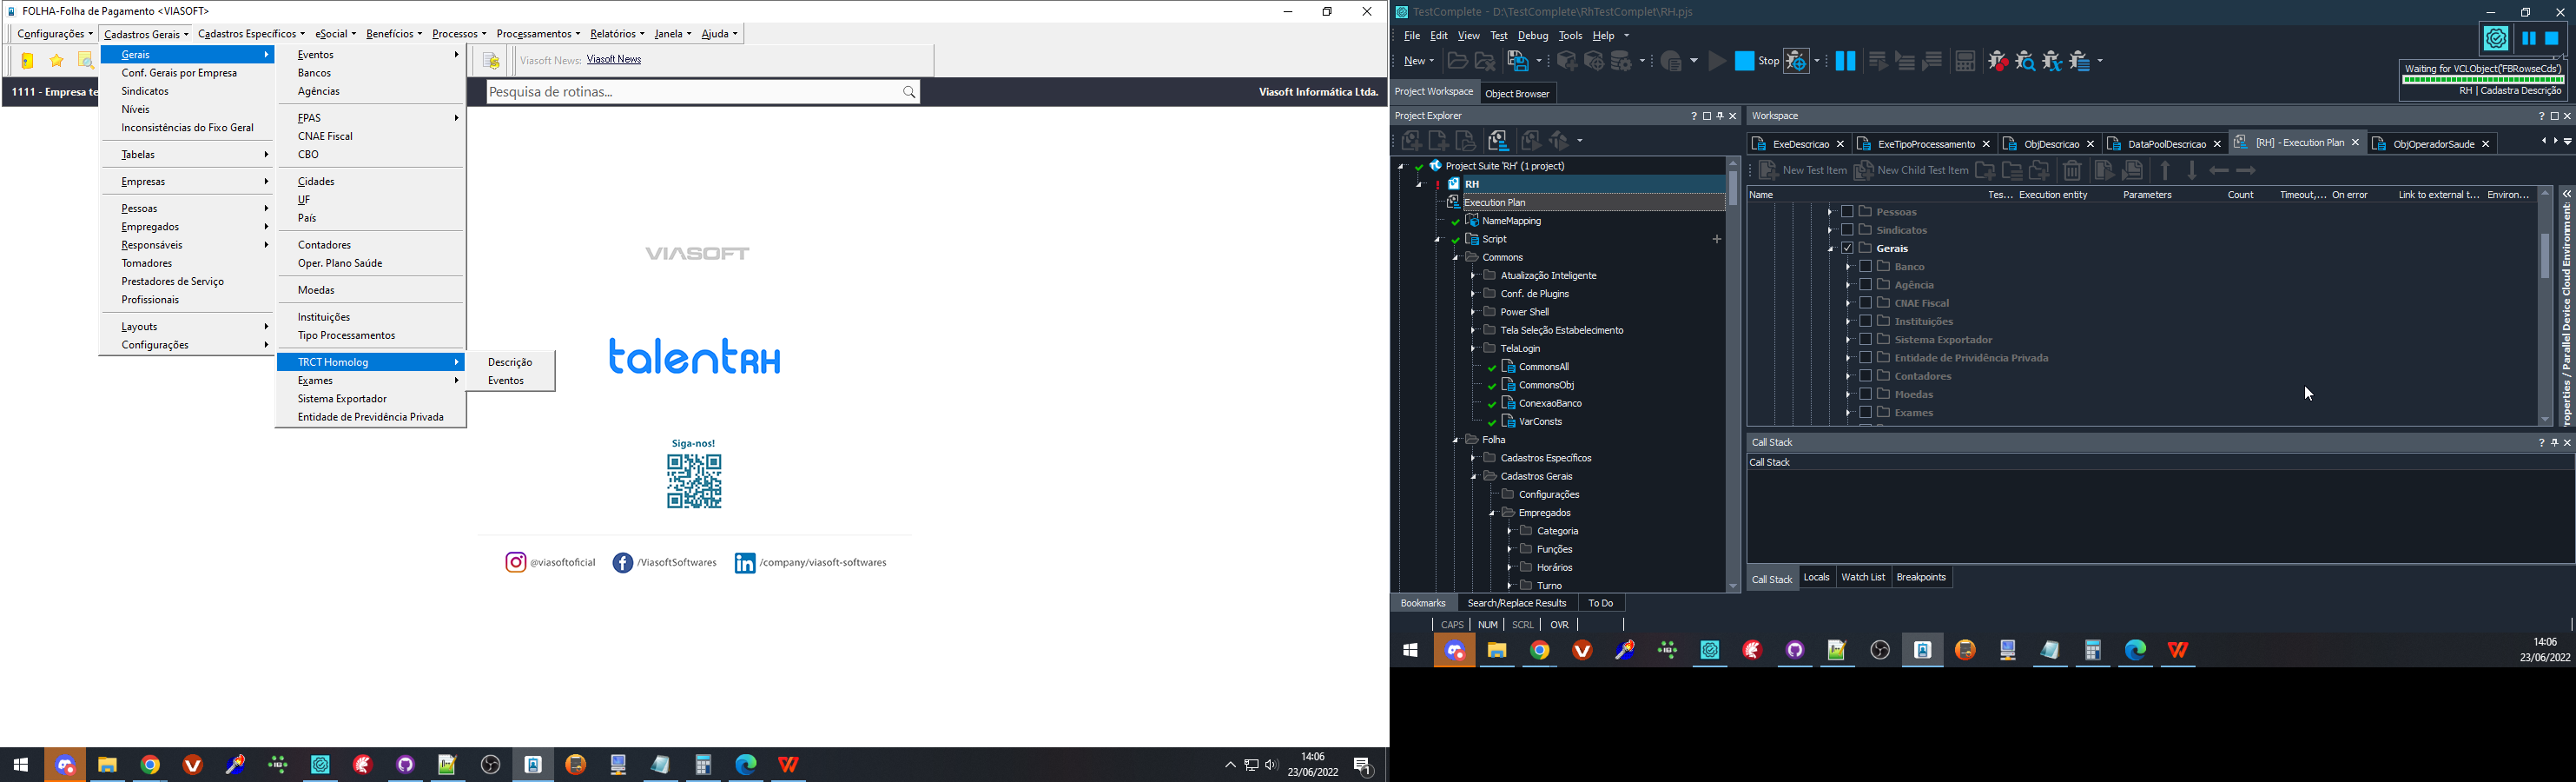 FOLHA-Folha de Pagamento <VIASOFT>
Configurações Cadastros Gerais Cadastros Específicos eSocial Benefícios Processos Processamentos Relatórios Janela Ajuda
Viasoft News: Viasoft News
1111 - Empresa te
Pesquisa de rotinas...
Viasoft Informática Ltda.
Gerais
Conf. Gerais por Empresa
Sindicatos
Níveis
Inconsistências do Fixo Geral
Tabelas
Empresas
Pessoas
Empregados
Responsáveis
Tomadores
Prestadores de Serviço
Profissionais
Layouts
Configurações
Eventos
Bancos
Agências
FPAS
CNAE Fiscal
CBO
Cidades
UF
País
Contadores
Oper. Plano Saúde
Moedas
Instituições
Tipo Processamentos
TRCT Homolog
Exames
Sistema Exportador
Entidade de Previdência Privada
Descrição
Eventos
VIASOFT
talentRH
Siga-nos!
@viasoftoficial
/ViasoftSoftwares
/company/viasoft-softwares
14:06
23/06/2022
1
TestComplete - D:\TestComplete\RhTestComplet\RH.pjs
File Edit View Test Debug Tools Help
New
Stop
Waiting for VCLObject('FBRowseCds')
RH | Cadastra Descrição
Project Workspace
Object Browser
Project Explorer
Project Suite 'RH' (1 project)
RH
Execution Plan
NameMapping
Script
Commons
Atualização Inteligente
Conf. de Plugins
Power Shell
Tela Seleção Estabelecimento
TelaLogin
CommonsAll
CommonsObj
ConexaoBanco
VarConsts
Folha
Cadastros Específicos
Cadastros Gerais
Configurações
Empregados
Categoria
Funções
Horários
Turno
Bookmarks
Search/Replace Results
To Do
CAPS NUM SCRL OVR
Workspace
ExeDescricao
ExeTipoProcessamento
ObjDescricao
DataPoolDescricao
[RH] - Execution Plan
ObjOperadorSaude
New Test Item
New Child Test Item
Name Tes... Execution entity Parameters Count Timeout,... On error Link to external t... Environ...
Pessoas
Sindicatos
Gerais
Banco
Agência
CNAE Fiscal
Instituições
Sistema Exportador
Entidade de Prividência Privada
Contadores
Moedas
Exames
roperties / Parallel Device Cloud Environment:
Call Stack
Call Stack
Call Stack
Locals
Watch List
Breakpoints
14:06
23/06/2022